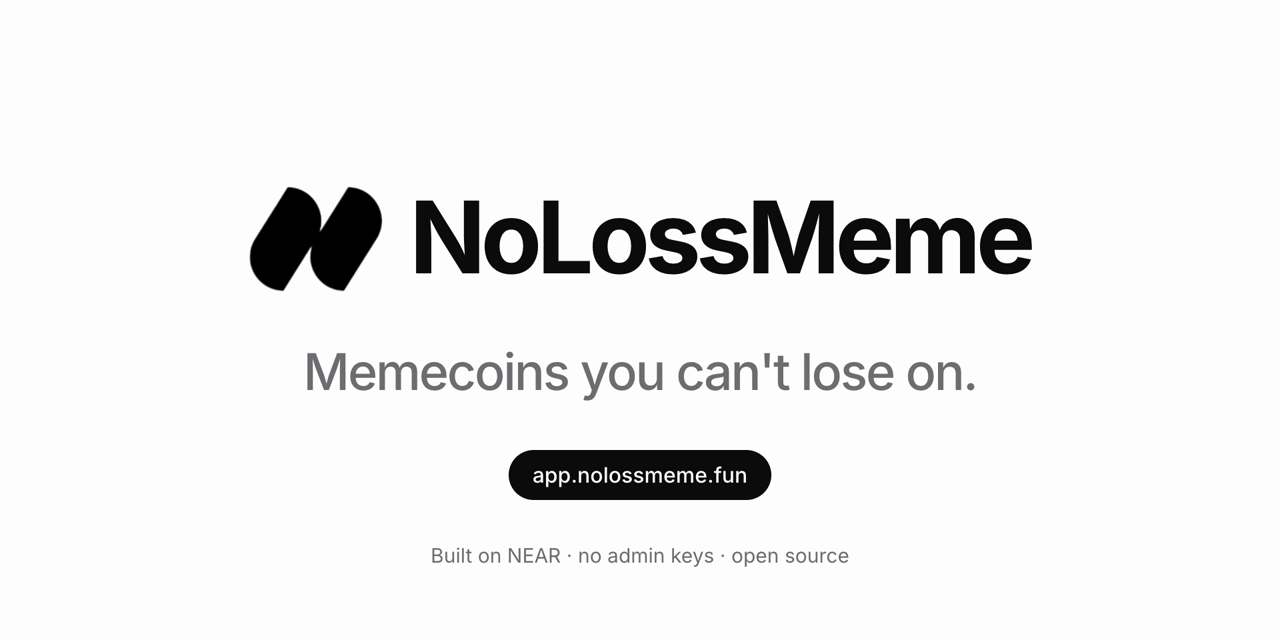 NoLossMeme
Memecoins you can't lose on.
app.nolossmeme.fun
Built on NEAR · no admin keys · open source